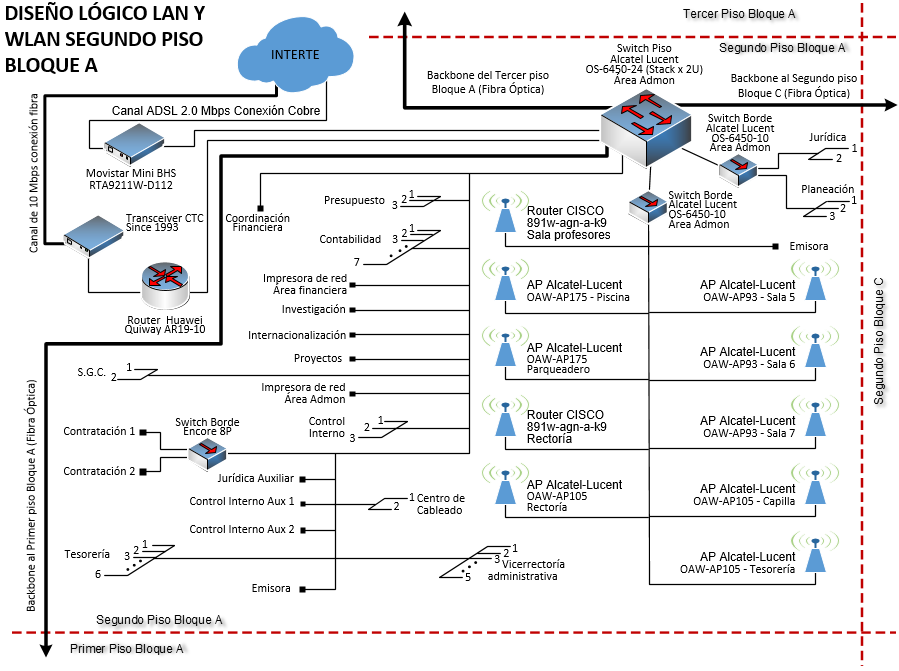 DISEÑO LÓGICO LAN Y
WLAN SEGUNDO PISO
BLOQUE A
INTERTE
Tercer Piso Bloque A
Segundo Piso Bloque A
Switch Piso
Alcatel Lucent
OS-6450-24 (Stack x 2U)
Área Admon
Backbone del Tercer piso
Bloque A (Fibra Óptica)
Backbone al Segundo piso
Bloque C (Fibra Óptica)
Canal ADSL 2.0 Mbps Conexión Cobre
Canal de 10 Mbps conexión fibra
Movistar Mini BHS
RTA9211W-D112
Switch Borde
Alcatel Lucent
OS-6450-10
Área Admon
Jurídica
1
2
Planeación
1
2
3
Transceiver CTC
Since 1993
Coordinación
Financiera
Presupuesto
1
2
3
Switch Borde
Alcatel Lucent
OS-6450-10
Área Admon
Router CISCO
891w-agn-a-k9
Sala profesores
Contabilidad
1
2
3
7
Emisora
Router Huawei
Quiway AR19-10
Impresora de red
Área financiera
AP Alcatel-Lucent
OAW-AP175 - Piscina
AP Alcatel-Lucent
OAW-AP93 - Sala 5
Investigación
Internacionalización
Proyectos
AP Alcatel-Lucent
OAW-AP175
Parqueadero
AP Alcatel-Lucent
OAW-AP93 - Sala 6
Segundo Piso Bloque C
S.G.C.
1
2
Impresora de red
Área Admon
Control
Interno
1
2
3
Router CISCO
891w-agn-a-k9
Rectoría
AP Alcatel-Lucent
OAW-AP93 - Sala 7
Contratación 1
Switch Borde
Encore 8P
Contratación 2
Jurídica Auxiliar
Control Interno Aux 1
Centro de
Cableado
1
2
AP Alcatel-Lucent
OAW-AP105
Rectoría
AP Alcatel-Lucent
OAW-AP105 - Capilla
Control Interno Aux 2
Tesorería
1
2
3
6
Vicerrectoría
administrativa
1
2
3
5
AP Alcatel-Lucent
OAW-AP105 - Tesorería
Emisora
Backbone al Primer piso Bloque A (Fibra Óptica)
Segundo Piso Bloque A
Primer Piso Bloque A